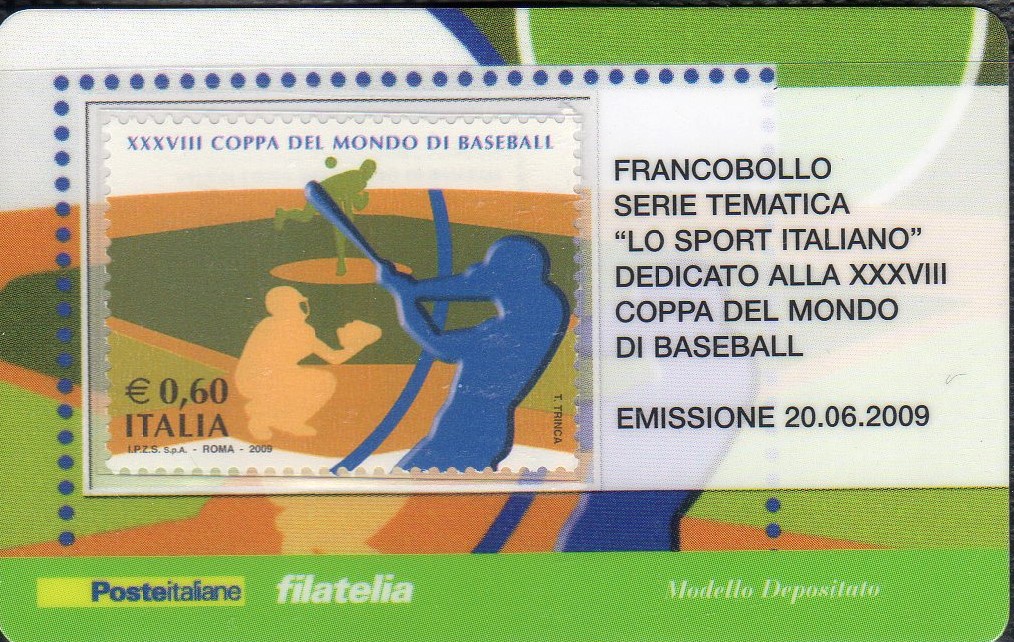 XXXVIII COPPA DEL MONDO DI BASEBALL
€ 0,60
ITALIA
I.P.Z.S. S.p.A. - ROMA - 2009
T. TRINCA
FRANCOBOLLO
SERIE TEMATICA
“LO SPORT ITALIANO”
DEDICATO ALLA XXXVIII
COPPA DEL MONDO
DI BASEBALL
EMISSIONE 20.06.2009
Posteitaliane filatelia
Modello Depositato